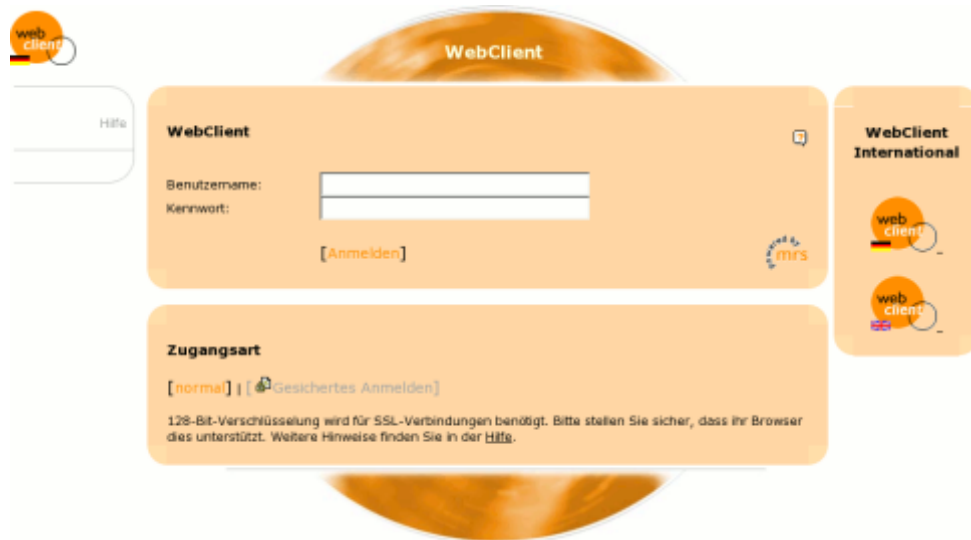 web
client
WebClient
Hilfe
WebClient
?
Benutzername:
Kennwort:
[Anmelden]
powered by
mrs
WebClient
International
web
client
web
client
Zugangsart
[normal] | [ Gesichertes Anmelden]
128-Bit-Verschlüsselung wird für SSL-Verbindungen benötigt. Bitte stellen Sie sicher, dass ihr Browser
dies unterstützt. Weitere Hinweise finden Sie in der Hilfe.